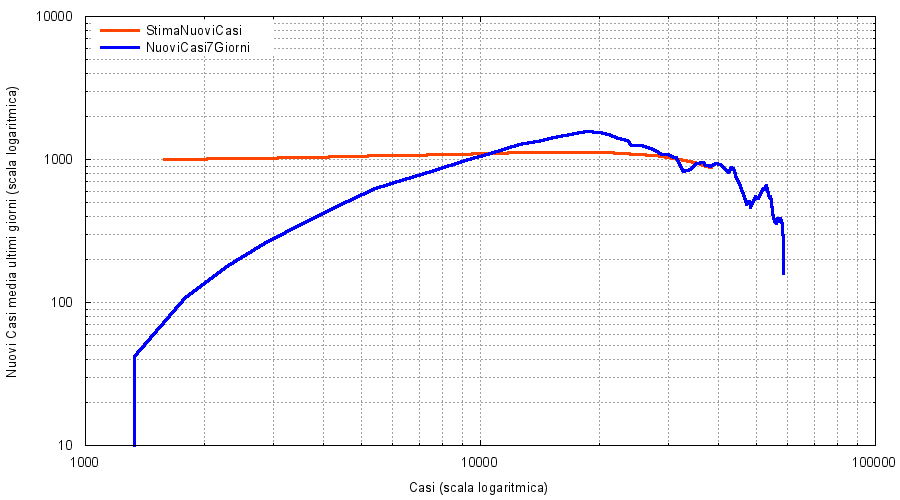 10000
StimaNuoviCasi
NuoviCasi7Giorni
1000
100
10
Nuovi Casi media ultimi giorni (scala logaritmica)
1000
10000
100000
Casi (scala logaritmica)